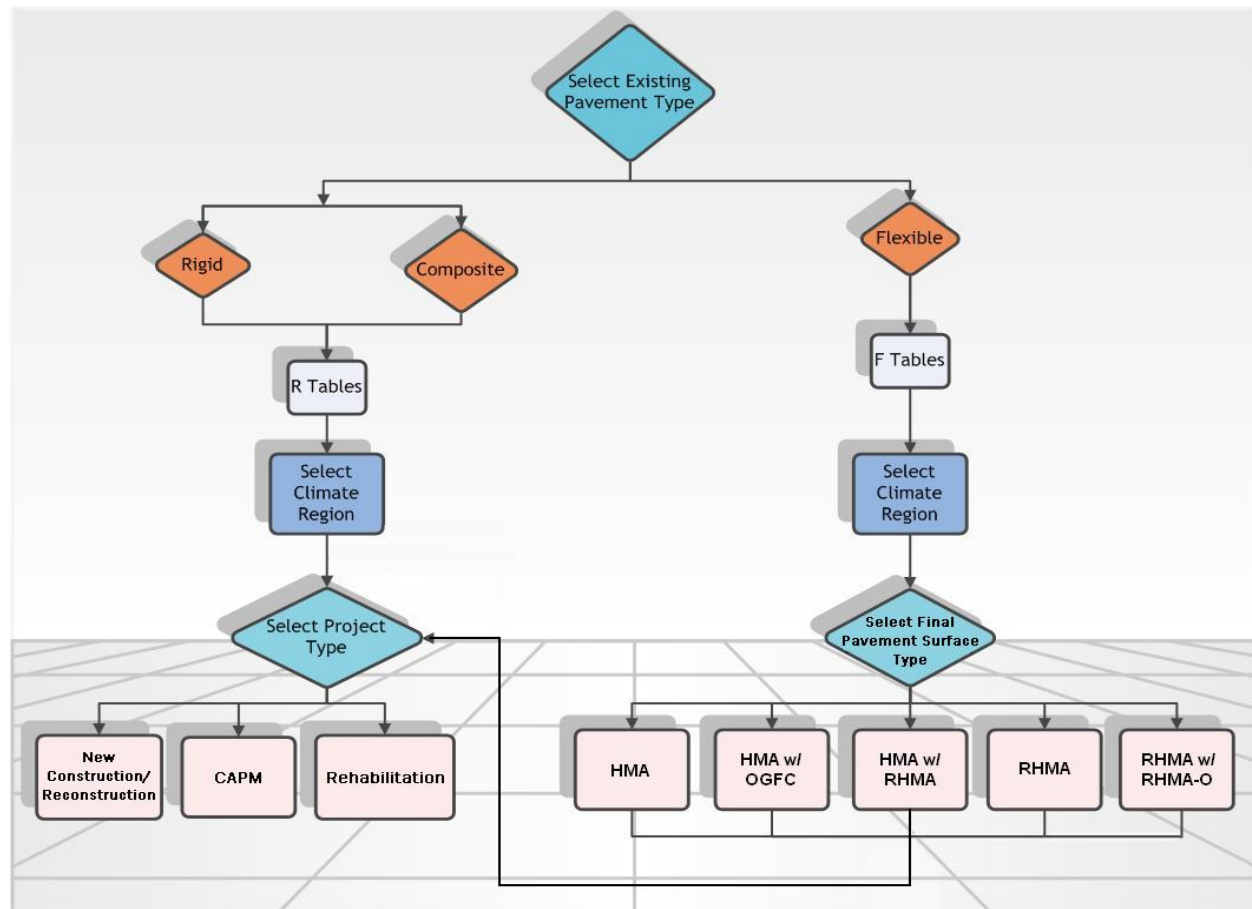 Select Existing
Pavement Type
Rigid
Composite
Flexible
R Tables
F Tables
Select
Climate
Region
Select
Climate
Region
Select Project
Type
Select Final
Pavement Surface
Type
New
Construction/
Reconstruction
CAPM
Rehabilitation
HMA
HMA w/
OGFC
HMA w/
RHMA
RHMA
RHMA w/
RHMA-O